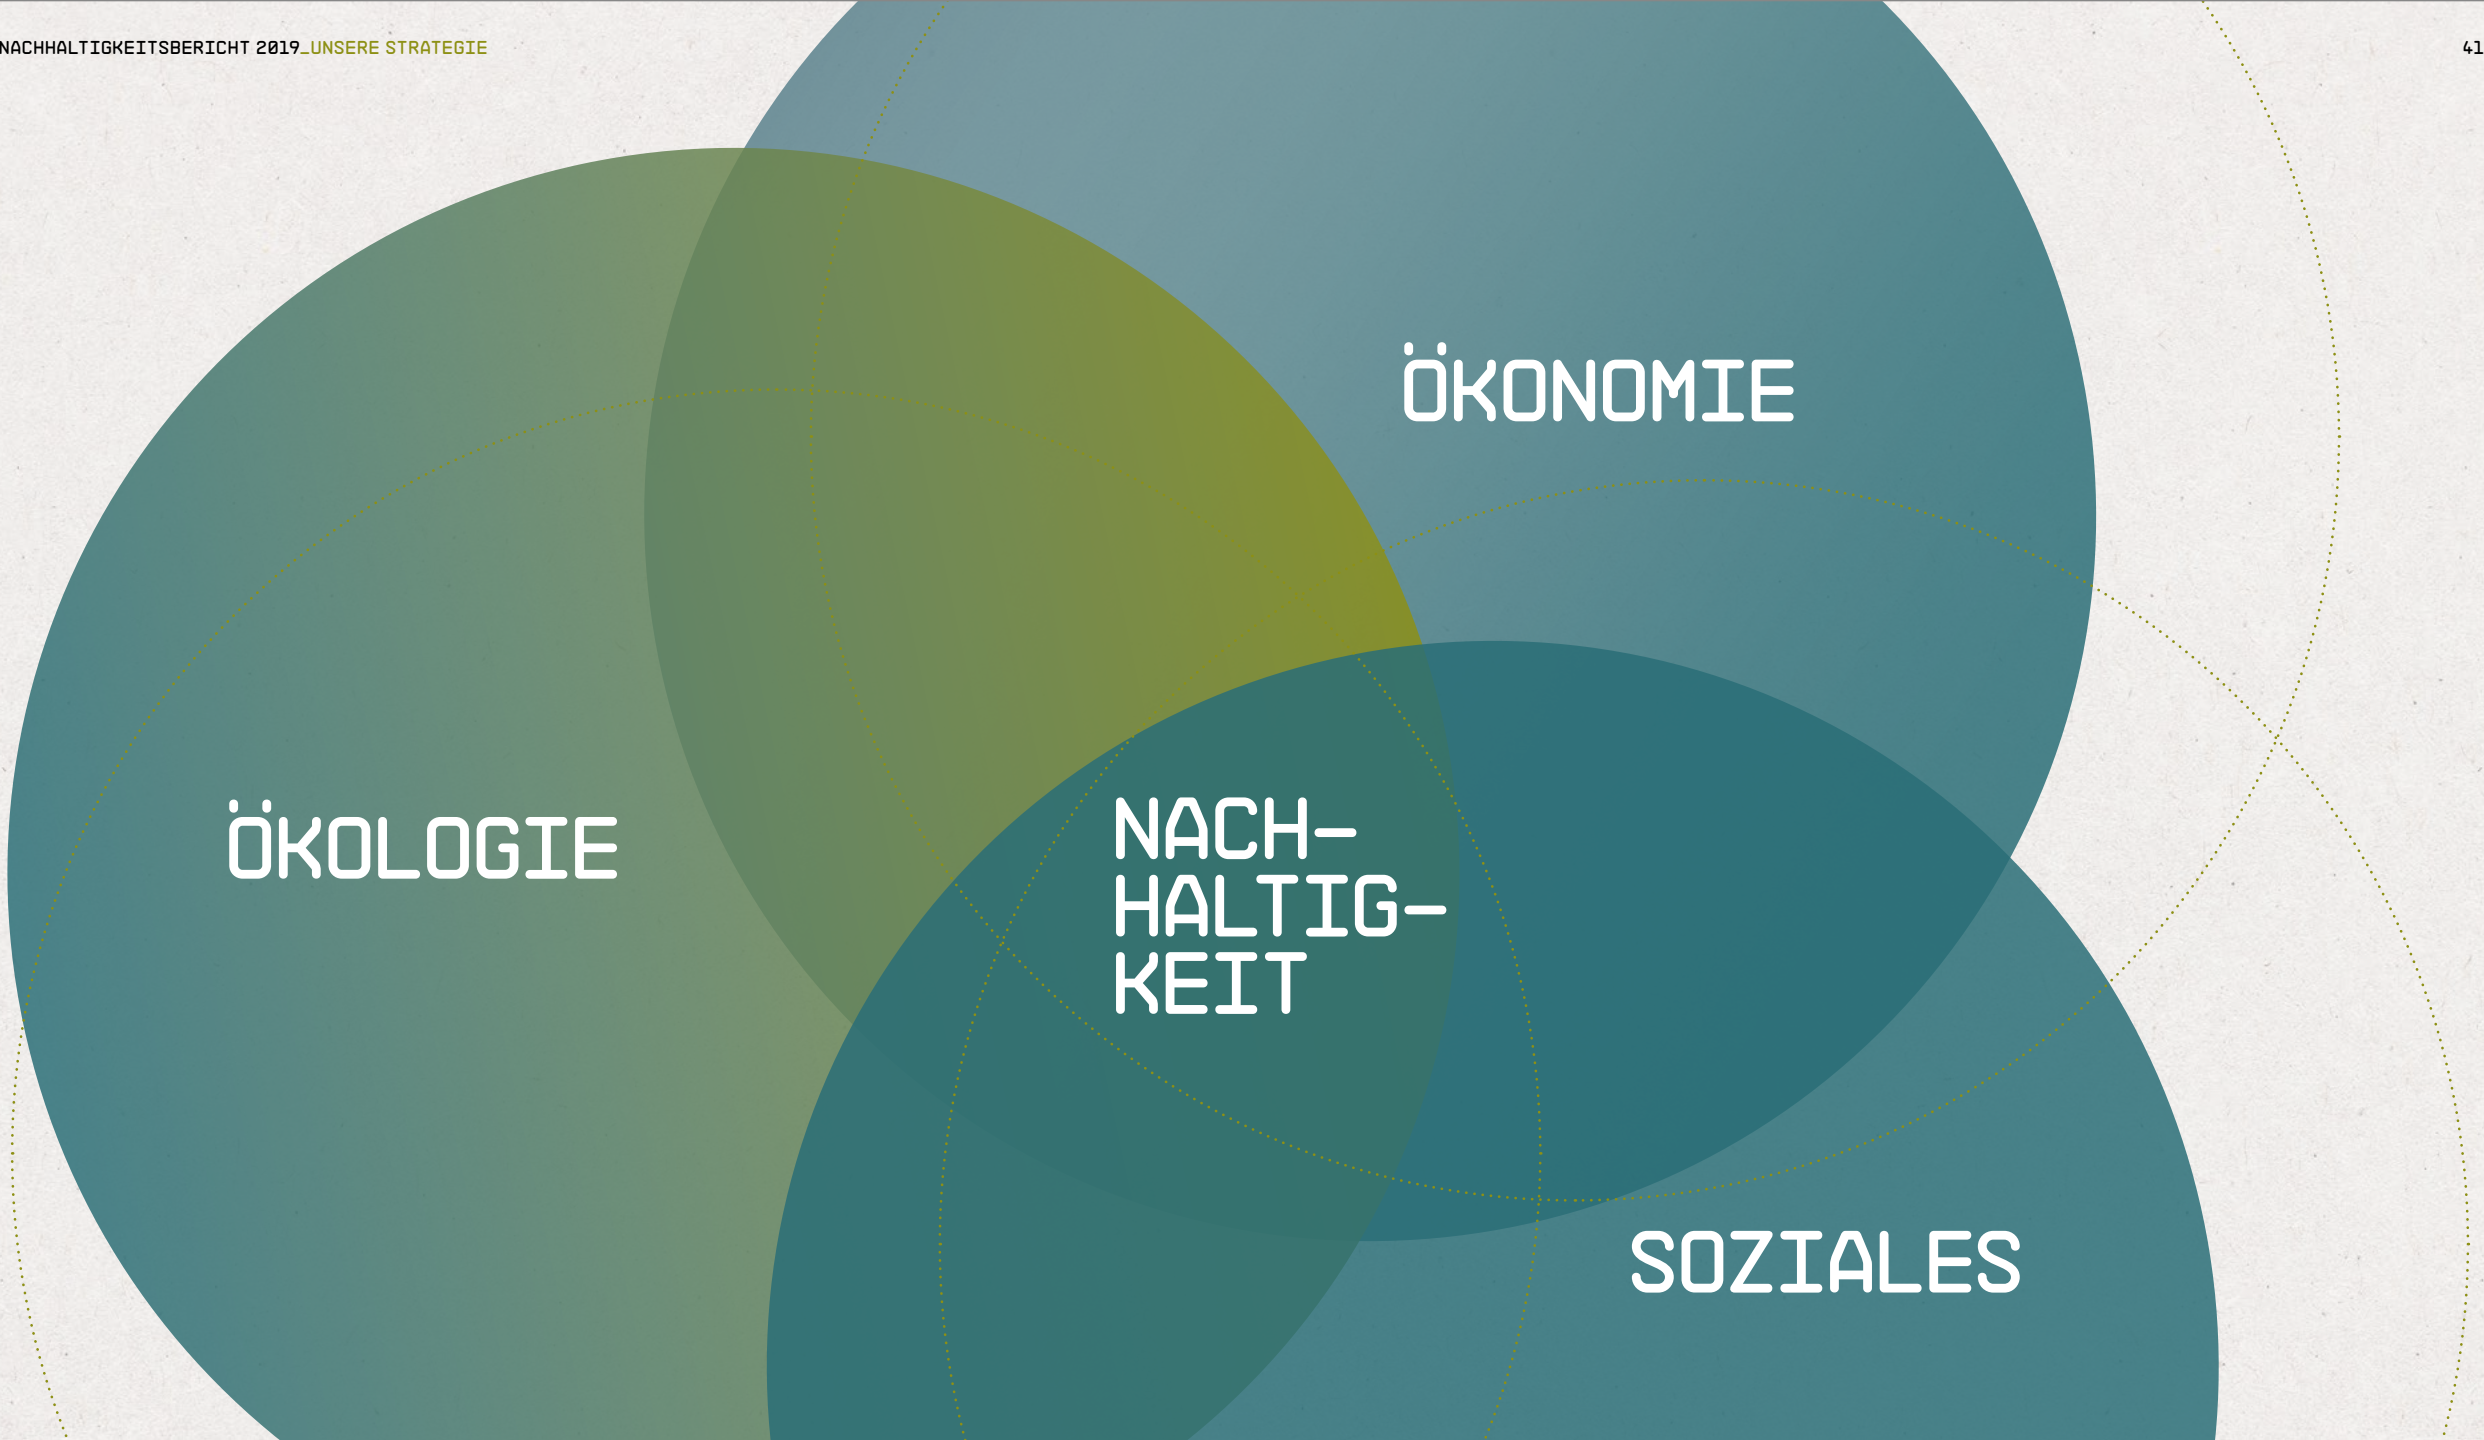 NACHHALTIGKEITSBERICHT 2019_UNSERE STRATEGIE
41
ÖKONOMIE
ÖKOLOGIE
NACH–
HALTIG–
KEIT
SOZIALES